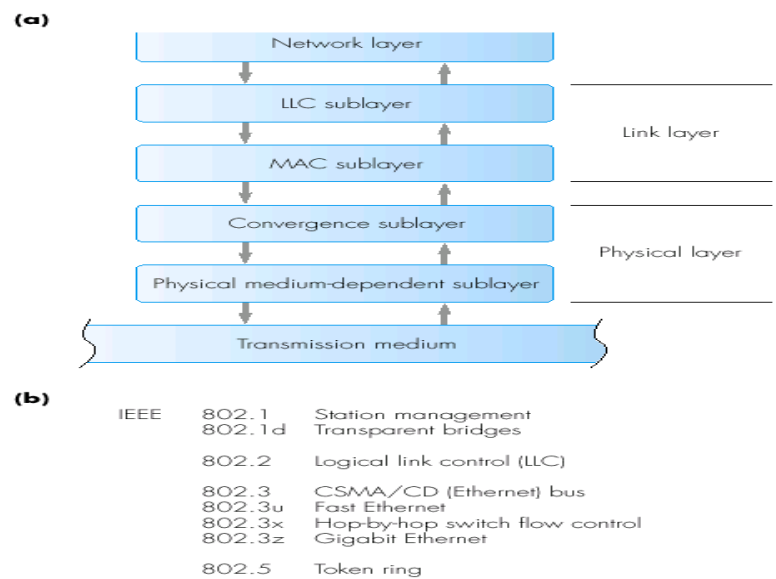 (a)
Network layer
LLC sublayer
Link layer
MAC sublayer
Convergence sublayer
Physical layer
Physical medium-dependent sublayer
Transmission medium
(b)
IEEE 802.1 Station management
802.1d Transparent bridges
802.2 Logical link control (LLC)
802.3 CSMA/CD (Ethernet) bus
802.3u Fast Ethernet
802.3x Hop-by-hop switch flow control
802.3z Gigabit Ethernet
802.5 Token ring